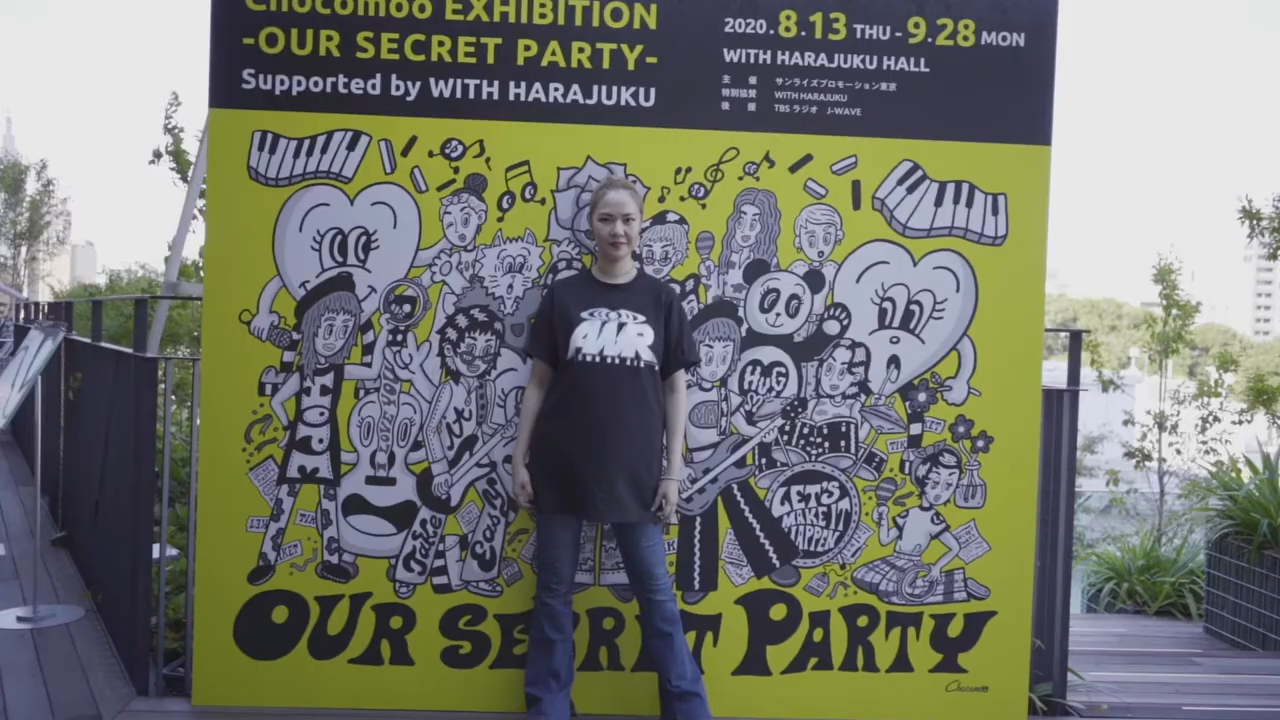 Chocomoo EXHIBITION
-OUR SECRET PARTY-
Supported by WITH HARAJUKU
2020.8.13 THU - 9.28 MON
WITH HARAJUKU HALL
主 催 サンライズプロモーション東京
特別協賛 WITH HARAJUKU
後 援 TBS ラジオ J-WAVE
AWR
HUG
HOPE
Take
it
Easy
LET'S
MAKE IT
HAPPEN
OUR SECRET PARTY
Chocomoo